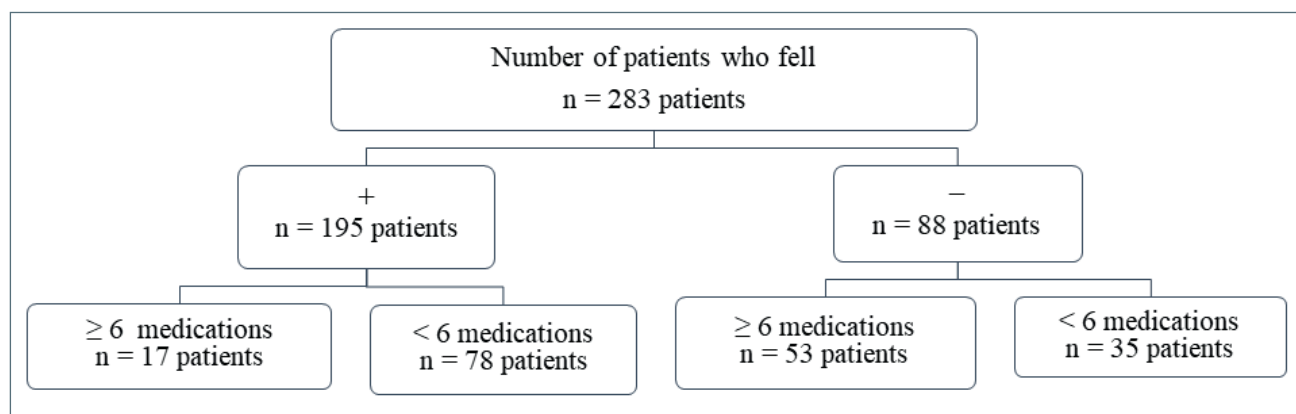 Number of patients who fell
n = 283 patients
+
n = 195 patients
−
n = 88 patients
≥ 6 medications
n = 17 patients
< 6 medications
n = 78 patients
≥ 6 medications
n = 53 patients
< 6 medications
n = 35 patients